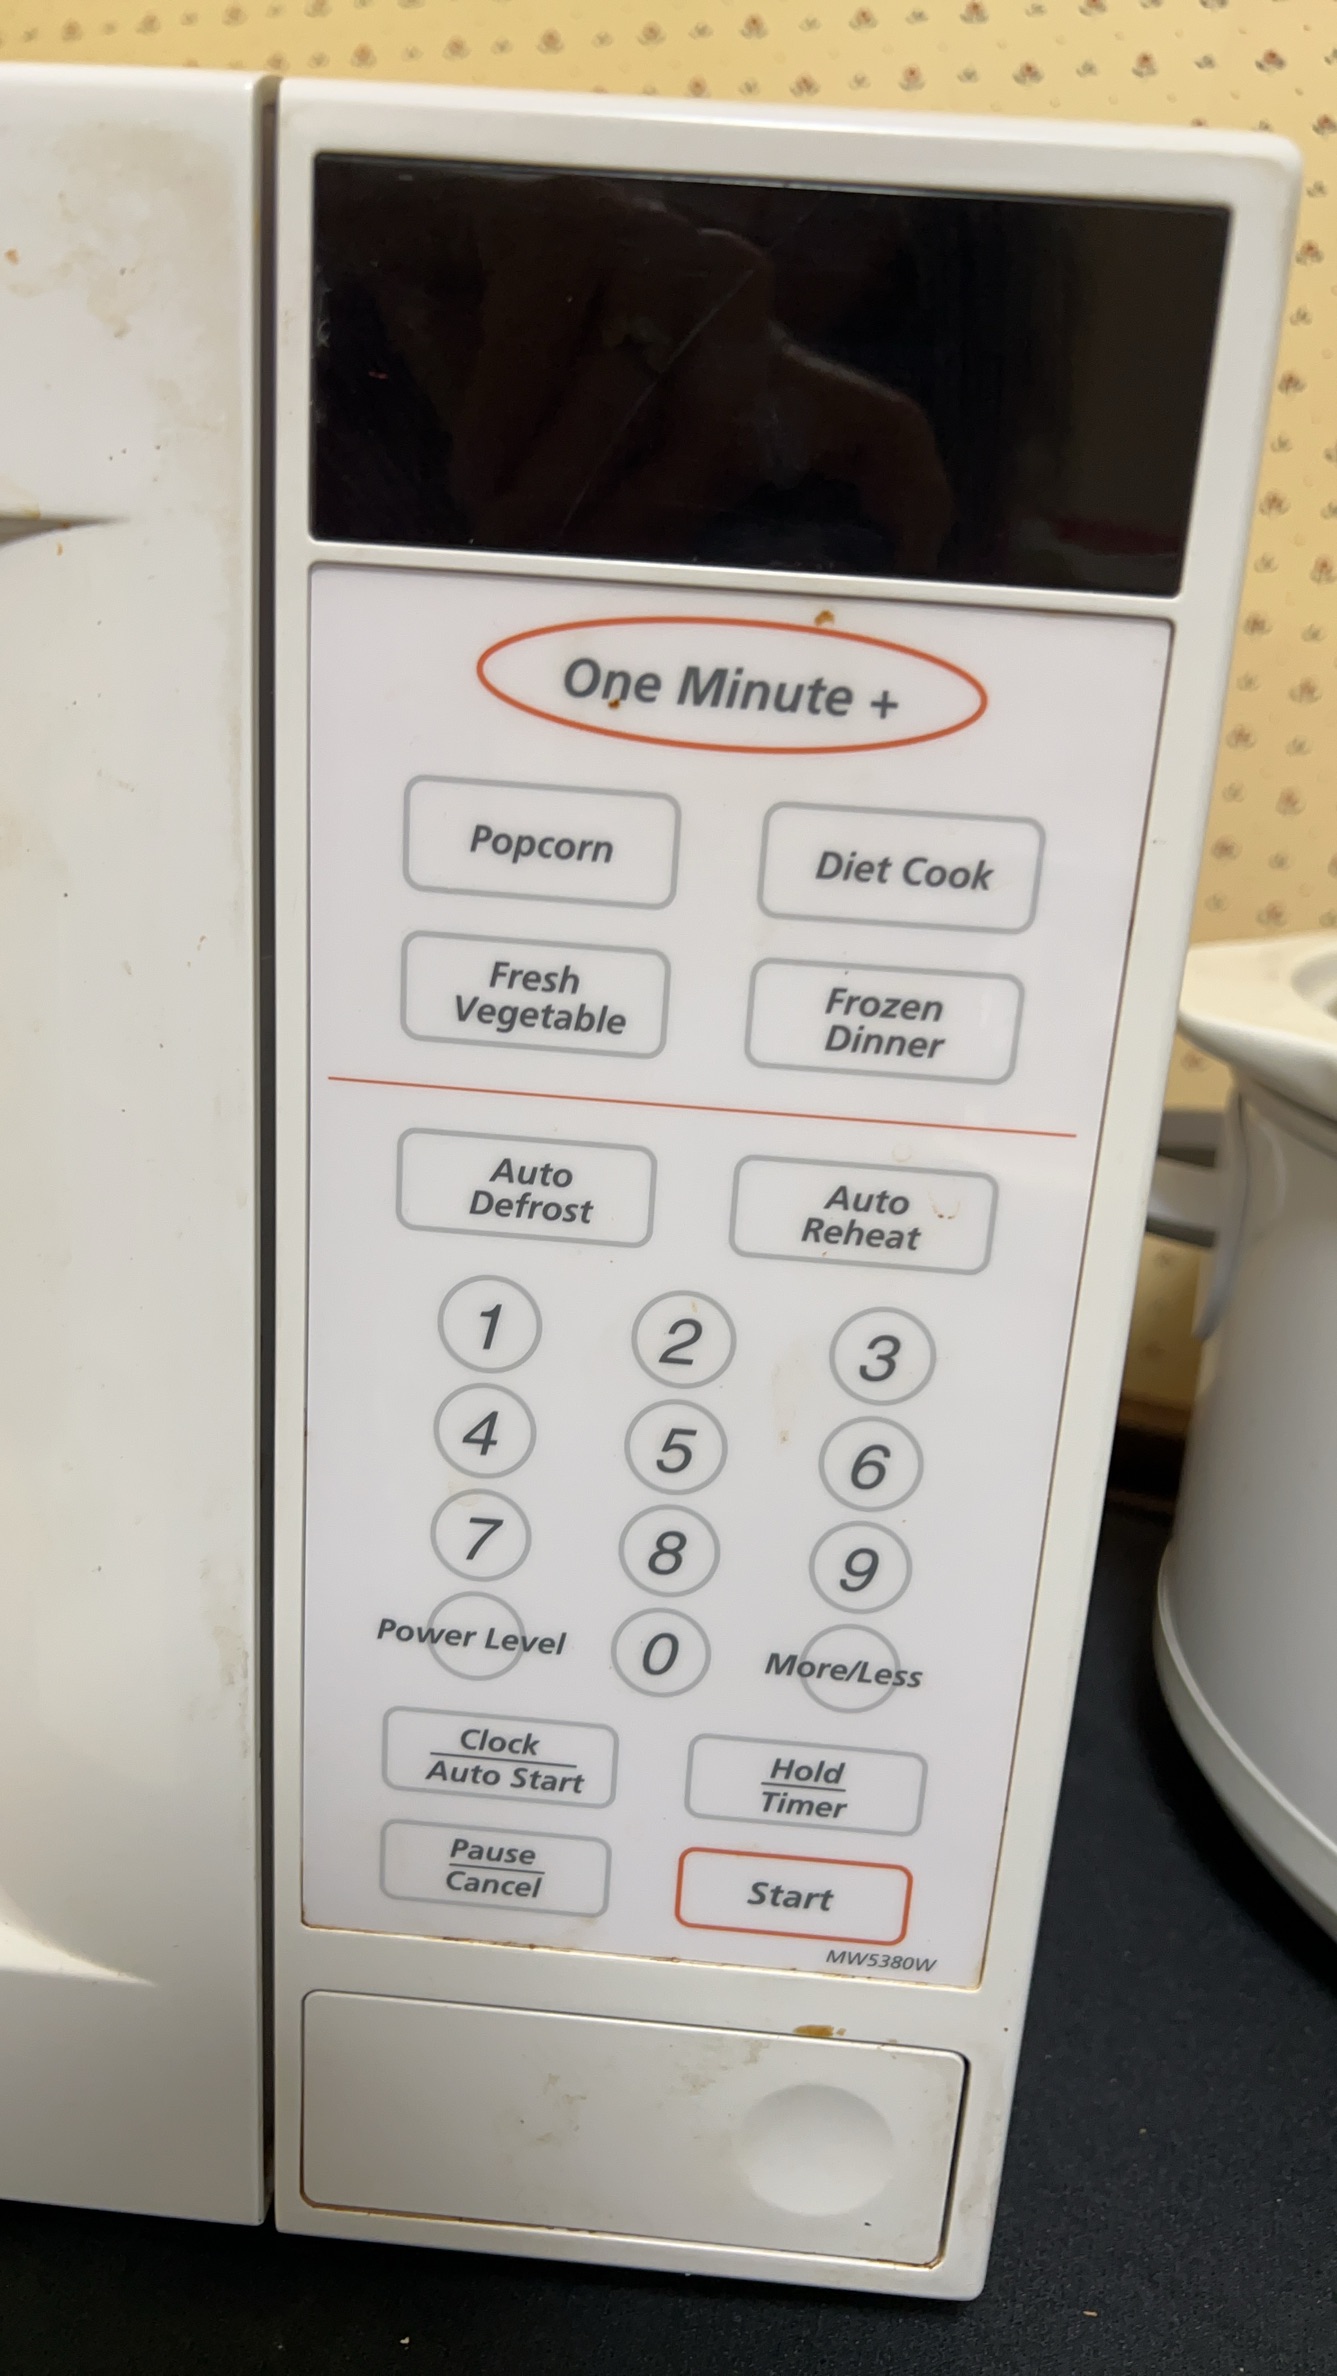 One Minute +
Popcorn
Diet Cook
Fresh
Vegetable
Frozen
Dinner
Auto
Defrost
Auto
Reheat
1 2 3
4 5 6
7 8 9
Power Level 0 More/Less
Clock
Auto Start
Hold
Timer
Pause
Cancel
Start
MW5380W